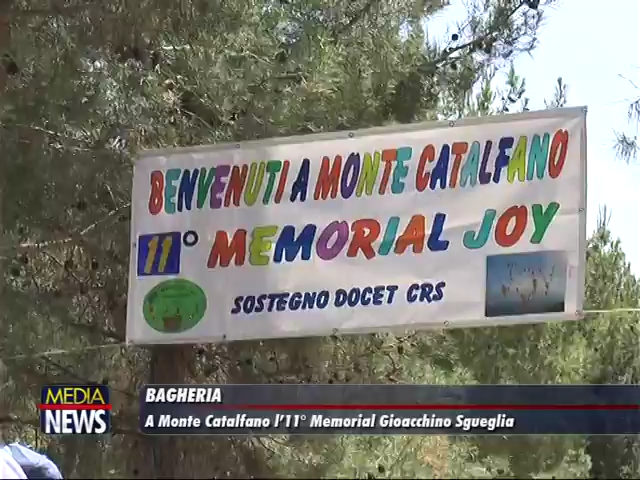 BENVENUTI A MONTE CATALFANO
11° MEMORIAL JOY
SOSTEGNO DOCET CRS
MEDIA
NEWS
BAGHERIA
A Monte Catalfano l'11° Memorial Gioacchino Sgueglia